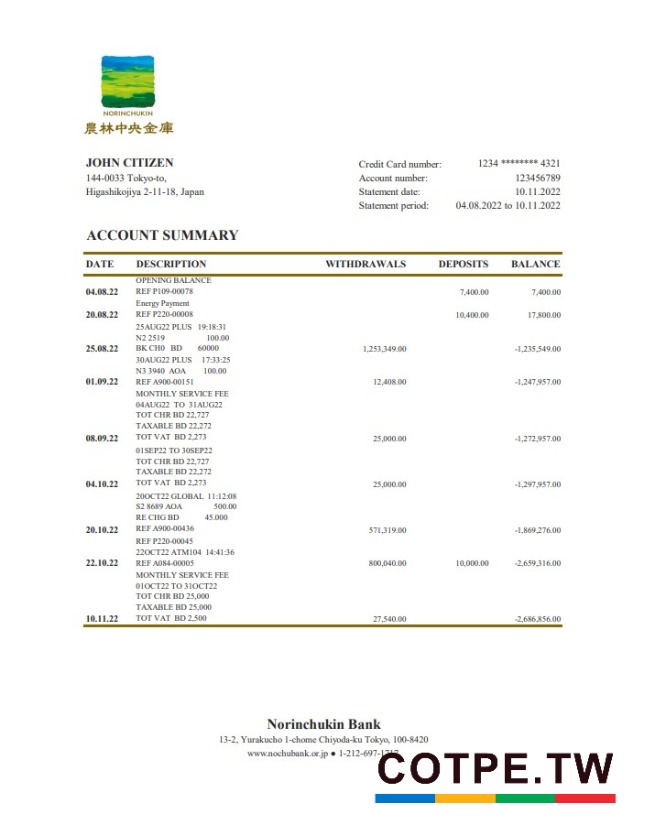 NORINCHUKIN
農林中央金庫
JOHN CITIZEN
144-0033 Tokyo-to,
Higashikojiya 2-11-18, Japan
Credit Card number: 1234 ******** 4321
Account number: 123456789
Statement date: 10.11.2022
Statement period: 04.08.2022 to 10.11.2022
ACCOUNT SUMMARY
DATE DESCRIPTION WITHDRAWALS DEPOSITS BALANCE
OPENING BALANCE
04.08.22 REF P109-00078 7,400.00 7,400.00
Energy Payment
20.08.22 REF P220-00008 10,400.00 17,800.00
25AUG22 PLUS 19:18:31
N2 2519 100.00
25.08.22 BK CH0 BD 60000 1,253,349.00 -1,235,549.00
30AUG22 PLUS 17:33:25
N3 3940 AOA 100.00
01.09.22 REF A900-00151 12,408.00 -1,247,957.00
MONTHLY SERVICE FEE
04AUG22 TO 31AUG22
TOT CHR BD 22,727
TAXABLE BD 22,272
08.09.22 TOT VAT BD 2,273 25,000.00 -1,272,957.00
01SEP22 TO 30SEP22
TOT CHR BD 22,727
TAXABLE BD 22,272
04.10.22 TOT VAT BD 2,273 25,000.00 -1,297,957.00
20OCT22 GLOBAL 11:12:08
S2 8689 AOA 500.00
RE CHG BD 45.000
20.10.22 REF A900-00436 571,319.00 -1,869,276.00
REF P220-00045
22OCT22 ATM104 14:41:36
22.10.22 REF A084-00005 800,040.00 10,000.00 -2,659,316.00
MONTHLY SERVICE FEE
01OCT22 TO 31OCT22
TOT CHR BD 25,000
TAXABLE BD 25,000
10.11.22 TOT VAT BD 2,500 27,540.00 -2,686,856.00
Norinchukin Bank
13-2, Yurakucho 1-chome Chiyoda-ku Tokyo, 100-8420
www.nochubank.or.jp ● 1-212-697-1717
COTPE.TW